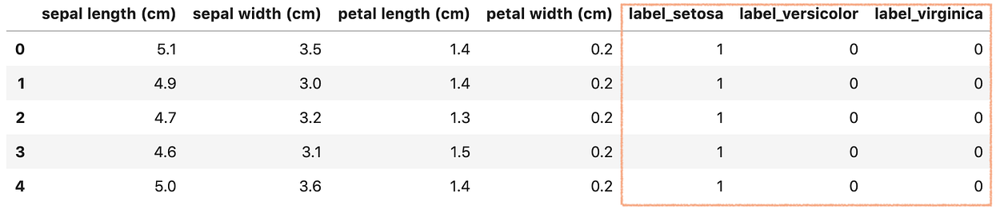 sepal length (cm) sepal width (cm) petal length (cm) petal width (cm) label_setosa label_versicolor label_virginica
0 5.1 3.5 1.4 0.2 1 0 0
1 4.9 3.0 1.4 0.2 1 0 0
2 4.7 3.2 1.3 0.2 1 0 0
3 4.6 3.1 1.5 0.2 1 0 0
4 5.0 3.6 1.4 0.2 1 0 0